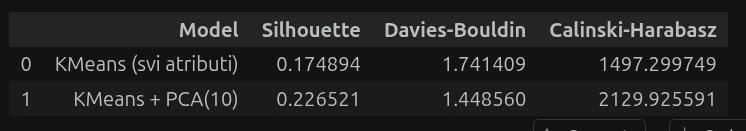 Model Silhouette Davies-Bouldin Calinski-Harabasz
0 KMeans (svi atributi) 0.174894 1.741409 1497.299749
1 KMeans + PCA(10) 0.226521 1.448560 2129.925591